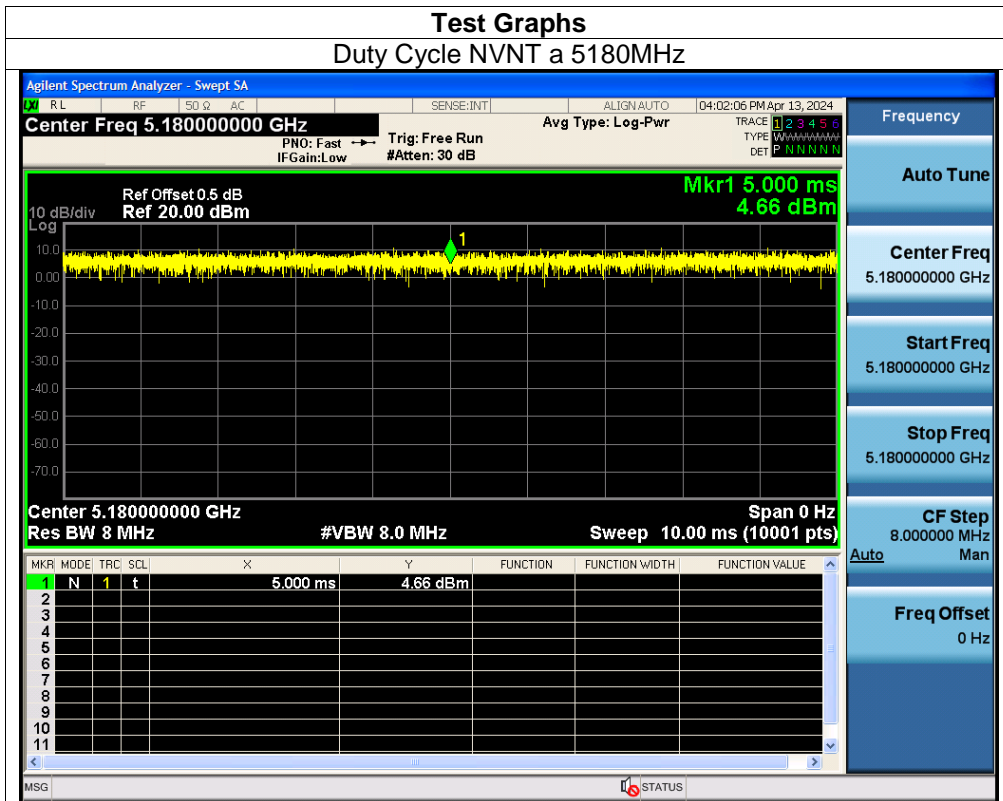 Test Graphs
Duty Cycle NVNT a 5180MHz
Agilent Spectrum Analyzer - Swept SA
LXI RL RF 50 Ω AC SENSE:INT ALIGN AUTO 04:02:06 PM Apr 13, 2024
Center Freq 5.180000000 GHz
PNO: Fast
IFGain:Low
Trig: Free Run
#Atten: 30 dB
Avg Type: Log-Pwr
TRACE 1 2 3 4 5 6
TYPE WWWWWW
DET P N N N N N
Ref Offset 0.5 dB
10 dB/div Ref 20.00 dBm
Log
Mkr1 5.000 ms
4.66 dBm
1
10.0
0.00
-10.0
-20.0
-30.0
-40.0
-50.0
-60.0
-70.0
Center 5.180000000 GHz Span 0 Hz
Res BW 8 MHz #VBW 8.0 MHz Sweep 10.00 ms (10001 pts)
MKR MODE TRC SCL X Y FUNCTION FUNCTION WIDTH FUNCTION VALUE
1 N 1 t 5.000 ms 4.66 dBm
2
3
4
5
6
7
8
9
10
11
MSG STATUS
Frequency
Auto Tune
Center Freq
5.180000000 GHz
Start Freq
5.180000000 GHz
Stop Freq
5.180000000 GHz
CF Step
8.000000 MHz
Auto Man
Freq Offset
0 Hz